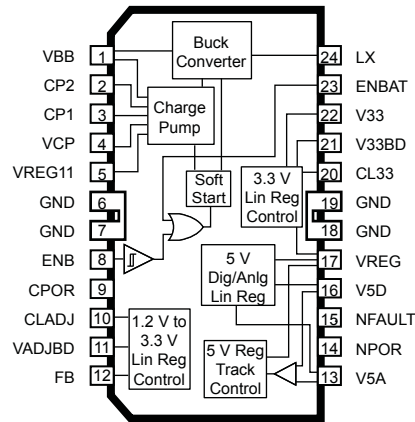 VBB 1
CP2 2
CP1 3
VCP 4
VREG11 5
GND 6
GND 7
ENB 8
CPOR 9
CLADJ 10
VADJBD 11
FB 12
Buck
Converter
Charge
Pump
Soft
Start
3.3 V
Lin Reg
Control
5 V
Dig/Anlg
Lin Reg
1.2 V to
3.3 V
Lin Reg
Control
5 V Reg
Track
Control
24 LX
23 ENBAT
22 V33
21 V33BD
20 CL33
19 GND
18 GND
17 VREG
16 V5D
15 NFAULT
14 NPOR
13 V5A